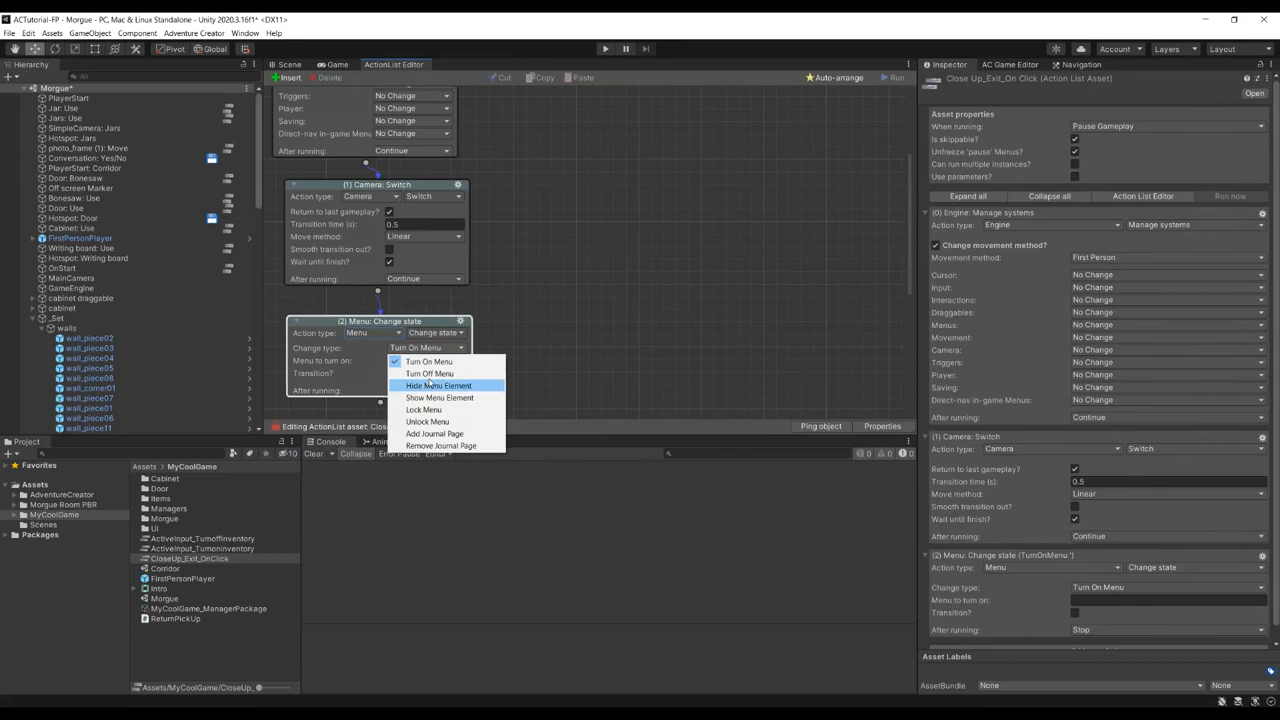 ACTutorial-FP - Morgue - PC, Mac & Linux Standalone - Unity 2020.3.16f1* <DX11>
File Edit Assets GameObject Component Adventure Creator Window Help
Pivot Global Account Layers Layout
Hierarchy Scene Game ActionList Editor Inspector AC Game Editor Navigation
All Insert Delete Cut Copy Paste Auto-arrange Run
Close Up_Exit_On Click (Action List Asset)
Open
Morgue*
PlayerStart
Jar: Use
Jars: Use
SimpleCamera: Jars
Hotspot: Jars
photo_frame (1): Move
Conversation: Yes/No
PlayerStart: Corridor
Door: Bonesaw
Off screen Marker
Bonesaw: Use
Door: Use
Hotspot: Door
Cabinet: Use
FirstPersonPlayer
Writing board: Use
Hotspot: Writing board
OnStart
MainCamera
GameEngine
cabinet draggable
cabinet
_Set
walls
wall_piece02
wall_piece03
wall_piece04
wall_piece05
wall_piece08
wall_corner01
wall_piece07
wall_piece01
wall_piece06
wall_piece11
Triggers: No Change
Player: No Change
Saving: No Change
Direct-nav in-game Menu No Change
After running: Continue
(1) Camera: Switch
Action type: Camera Switch
Return to last gameplay?
Transition time (s): 0.5
Move method: Linear
Smooth transition out?
Wait until finish?
After running: Continue
(2) Menu: Change state
Action type: Menu Change state
Change type: Turn On Menu
Menu to turn on:
Transition?
After running:
Turn On Menu
Turn Off Menu
Hide Menu Element
Show Menu Element
Lock Menu
Unlock Menu
Add Journal Page
Remove Journal Page
Editing ActionList asset: Close
Ping object Properties
Asset properties
When running: Pause Gameplay
Is skippable?
Unfreeze 'pause' Menus?
Can run multiple instances?
Use parameters?
Expand all Collapse all Action List Editor Run now
(0) Engine: Manage systems
Action type: Engine Manage systems
Change movement method?
Movement method: First Person
Cursor: No Change
Input: No Change
Interactions: No Change
Draggables: No Change
Menus: No Change
Movement: No Change
Camera: No Change
Triggers: No Change
Player: No Change
Saving: No Change
Direct-nav in-game Menus: No Change
After running: Continue
(1) Camera: Switch
Action type: Camera Switch
Return to last gameplay?
Transition time (s): 0.5
Move method: Linear
Smooth transition out?
Wait until finish?
After running: Continue
(2) Menu: Change state (TurnOnMenu '')
Action type: Menu Change state
Change type: Turn On Menu
Menu to turn on:
Transition?
After running: Stop
Asset Labels
AssetBundle None None
Project Console
Clear Collapse Error Pause Editor 0 0 0
10
Favorites
Assets
AdventureCreator
Morgue Room PBR
MyCoolGame
Scenes
Packages
Assets > MyCoolGame
Cabinet
Door
Items
Managers
Morgue
UI
ActiveInput_Turnoffinventory
ActiveInput_Turnoninventory
CloseUp_Exit_OnClick
Corridor
FirstPersonPlayer
Intro
Morgue
MyCoolGame_ManagerPackage
ReturnPickUp
Assets/MyCoolGame/CloseUp_